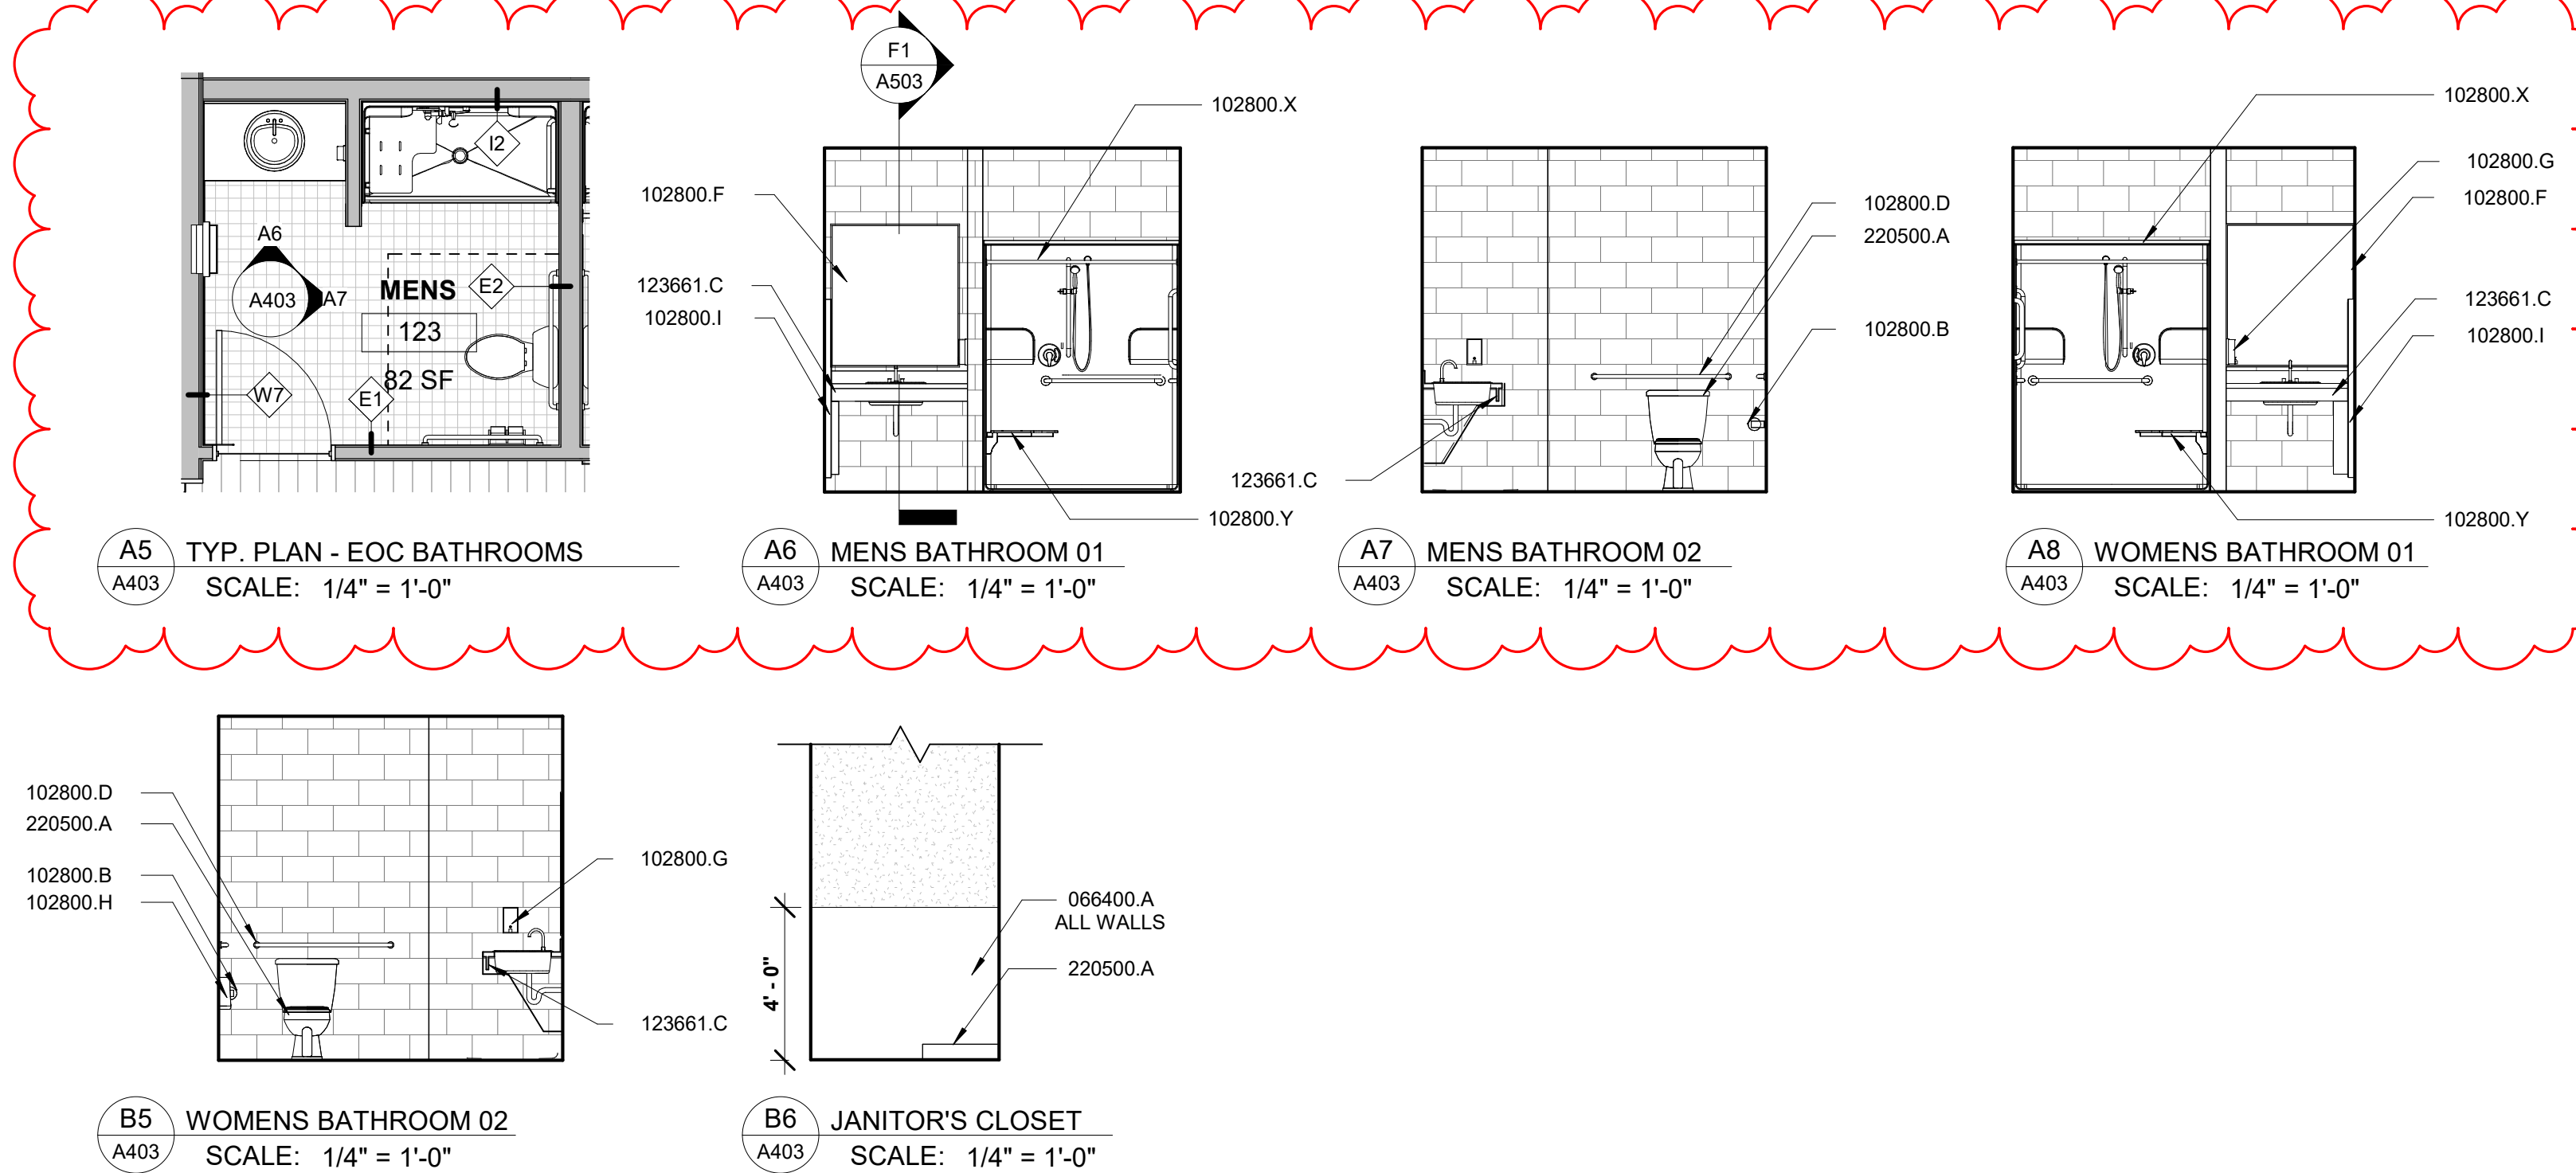 F1
A503
I2
A6
A403
A7
MENS
E2
123
82 SF
W7
E1
102800.X
102800.F
123661.C
102800.I
102800.Y
102800.D
220500.A
102800.B
123661.C
102800.X
102800.G
102800.F
123661.C
102800.I
102800.Y
A5
A403
TYP. PLAN - EOC BATHROOMS
SCALE: 1/4" = 1'-0"
A6
A403
MENS BATHROOM 01
SCALE: 1/4" = 1'-0"
A7
A403
MENS BATHROOM 02
SCALE: 1/4" = 1'-0"
A8
A403
WOMENS BATHROOM 01
SCALE: 1/4" = 1'-0"
102800.D
220500.A
102800.B
102800.H
102800.G
123661.C
066400.A
ALL WALLS
220500.A
4' - 0"
B5
A403
WOMENS BATHROOM 02
SCALE: 1/4" = 1'-0"
B6
A403
JANITOR'S CLOSET
SCALE: 1/4" = 1'-0"